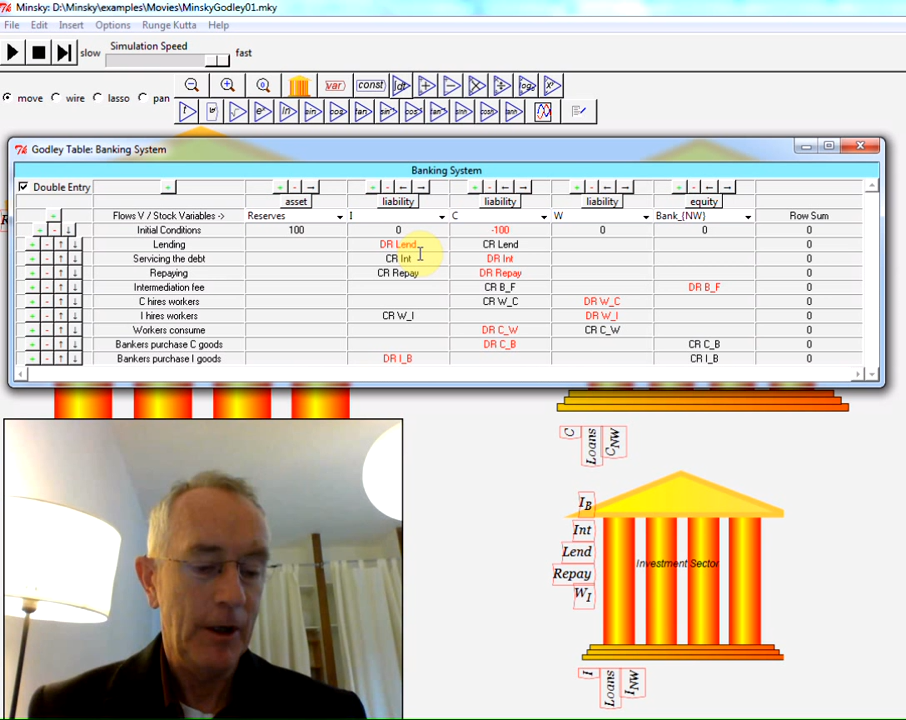 Minsky: D:\Minsky\examples\Movies\MinskyGodley01.mky
File Edit Insert Options Runge Kutta Help
slow Simulation Speed fast
move wire lasso pan
var const
Godley Table: Banking System
Banking System
Double Entry
asset liability liability liability equity
Flows V / Stock Variables -> Reserves I C W Bank_{NW} Row Sum
Initial Conditions 100 0 -100 0 0 0
Lending DR Lend CR Lend 0
Servicing the debt CR Int DR Int 0
Repaying CR Repay DR Repay 0
Intermediation fee CR B_F DR B_F 0
C hires workers CR W_C DR W_C 0
I hires workers CR W_I DR W_I 0
Workers consume DR C_W CR C_W 0
Bankers purchase C goods DR C_B CR C_B 0
Bankers purchase I goods DR I_B CR I_B 0
C Loans C_NW
I_B
Int
Lend
Repay
W_I
Investment Sector
I Loans I_NW